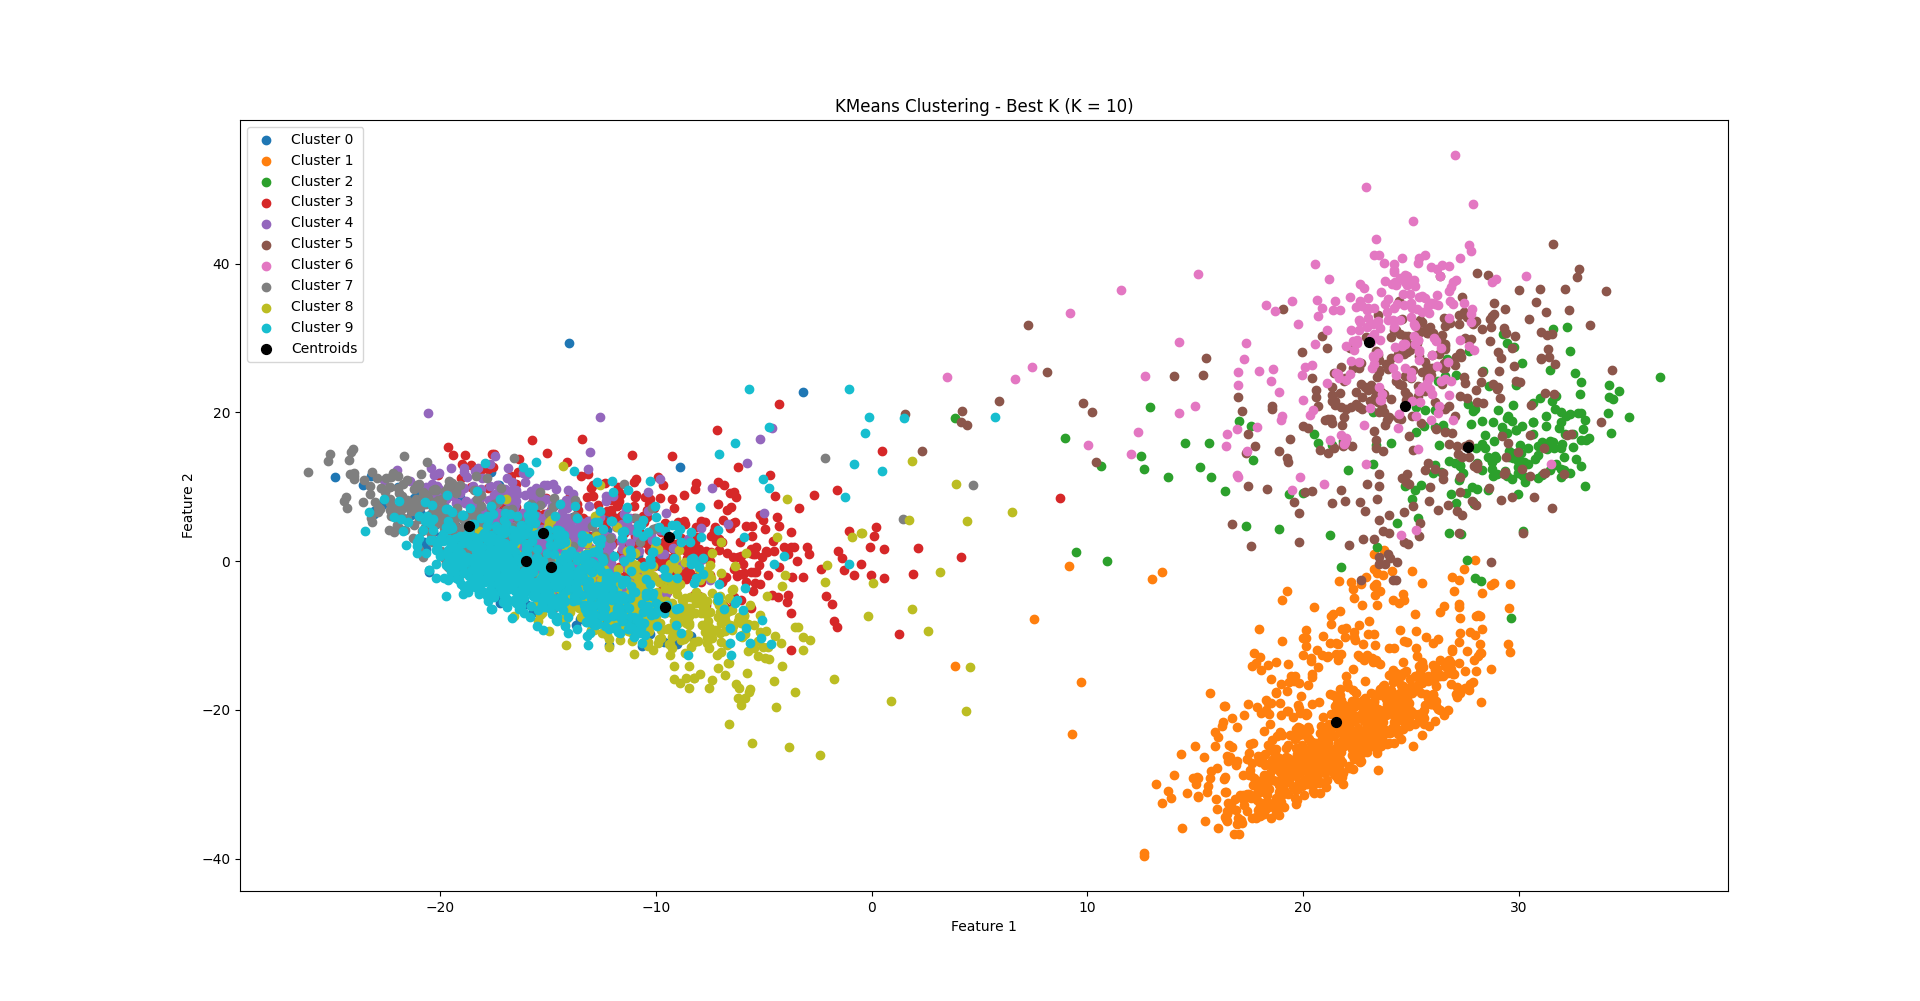 KMeans Clustering - Best K (K = 10)
Cluster 0
Cluster 1
Cluster 2
Cluster 3
Cluster 4
Cluster 5
Cluster 6
Cluster 7
Cluster 8
Cluster 9
Centroids
Feature 2
40
20
0
−20
−40
−20
−10
0
10
20
30
Feature 1